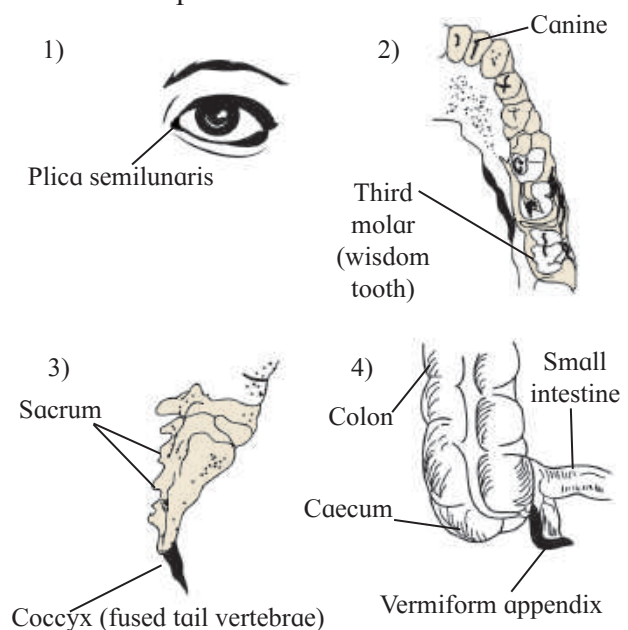 1)
Plica semilunaris
2)
Canine
Third
molar
(wisdom
tooth)
3)
Sacrum
Coccyx (fused tail vertebrae)
4)
Colon
Small
intestine
Caecum
Vermiform appendix